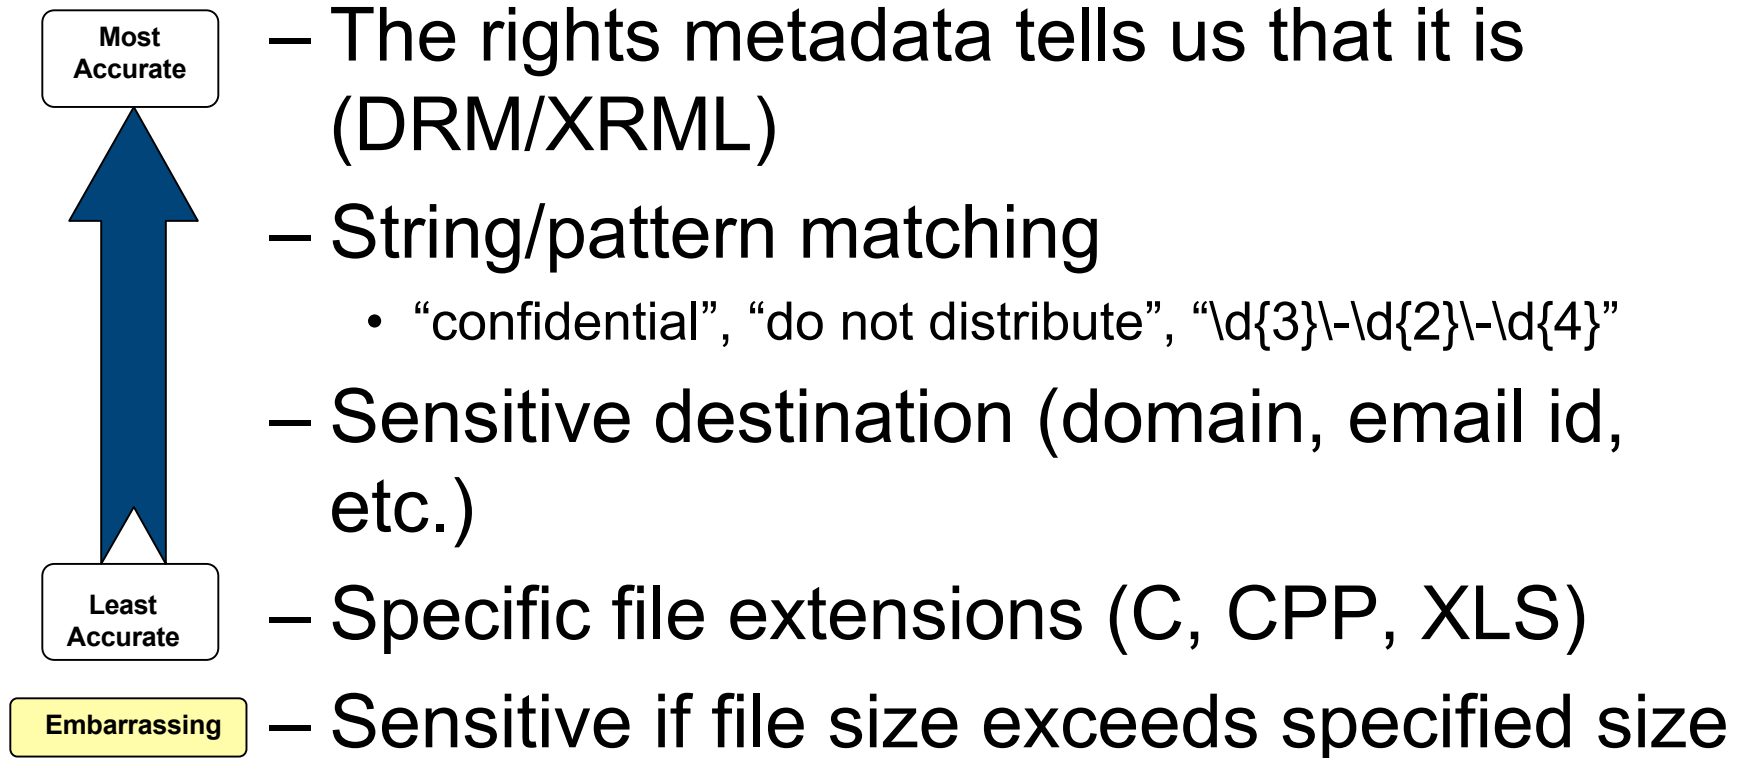 Most
Accurate
– The rights metadata tells us that it is
(DRM/XRML)
– String/pattern matching
• “confidential”, “do not distribute”, “\d{3}\-\d{2}\-\d{4}”
– Sensitive destination (domain, email id,
etc.)
Least
Accurate
– Specific file extensions (C, CPP, XLS)
Embarrassing
– Sensitive if file size exceeds specified size